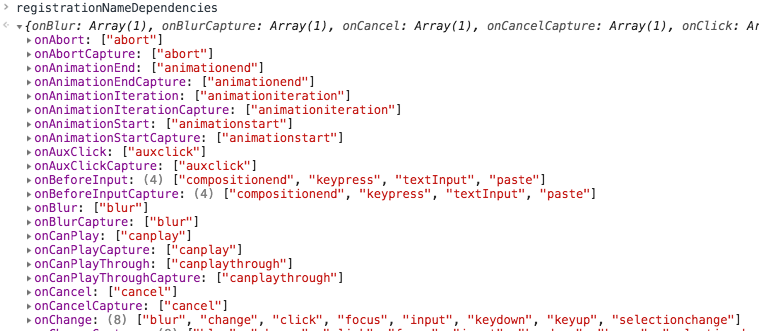 registrationNameDependencies
{onBlur: Array(1), onBlurCapture: Array(1), onCancel: Array(1), onCancelCapture: Array(1), onClick: Ar
onAbort: ["abort"]
onAbortCapture: ["abort"]
onAnimationEnd: ["animationend"]
onAnimationEndCapture: ["animationend"]
onAnimationIteration: ["animationiteration"]
onAnimationIterationCapture: ["animationiteration"]
onAnimationStart: ["animationstart"]
onAnimationStartCapture: ["animationstart"]
onAuxClick: ["auxclick"]
onAuxClickCapture: ["auxclick"]
onBeforeInput: (4) ["compositionend", "keypress", "textInput", "paste"]
onBeforeInputCapture: (4) ["compositionend", "keypress", "textInput", "paste"]
onBlur: ["blur"]
onBlurCapture: ["blur"]
onCanPlay: ["canplay"]
onCanPlayCapture: ["canplay"]
onCanPlayThrough: ["canplaythrough"]
onCanPlayThroughCapture: ["canplaythrough"]
onCancel: ["cancel"]
onCancelCapture: ["cancel"]
onChange: (8) ["blur", "change", "click", "focus", "input", "keydown", "keyup", "selectionchange"]